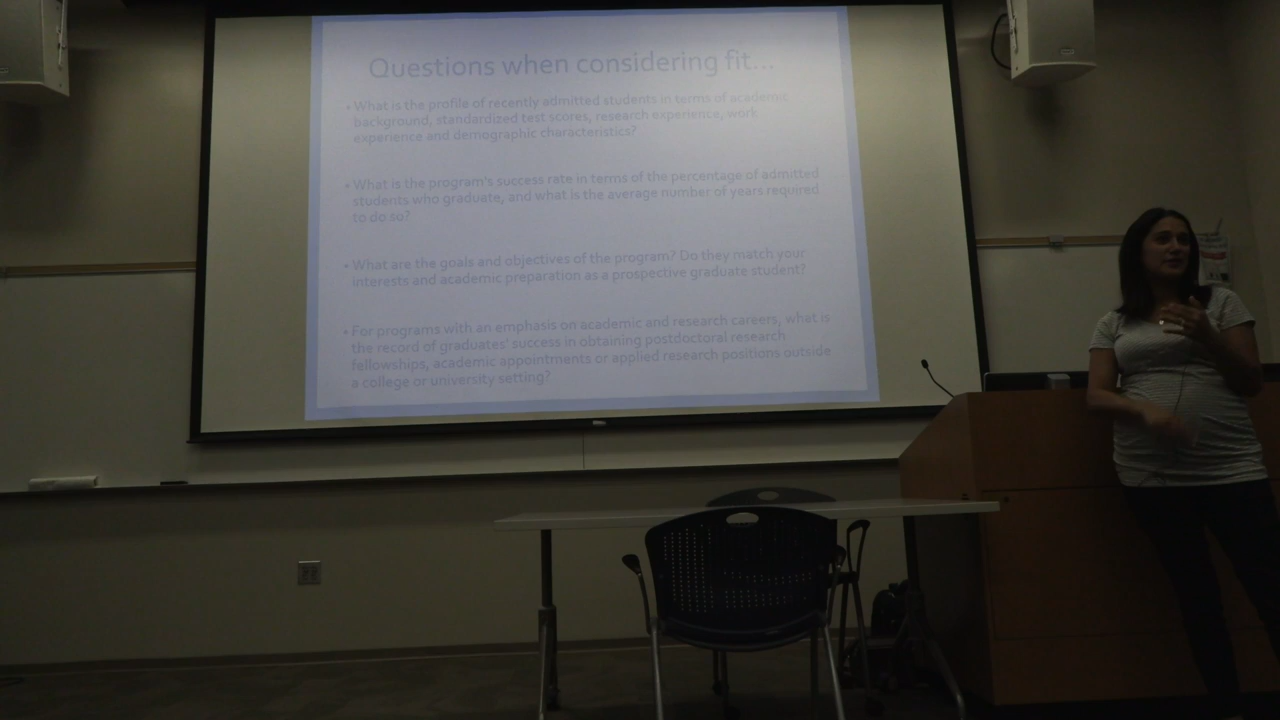 Questions when considering fit...
• What is the profile of recently admitted students in terms of academic
background, standardized test scores, research experience, work
experience and demographic characteristics?
• What is the program's success rate in terms of the percentage of admitted
students who graduate, and what is the average number of years required
to do so?
• What are the goals and objectives of the program? Do they match your
interests and academic preparation as a prospective graduate student?
• For programs with an emphasis on academic and research careers, what is
the record of graduates' success in obtaining postdoctoral research
fellowships, academic appointments or applied research positions outside
a college or university setting?